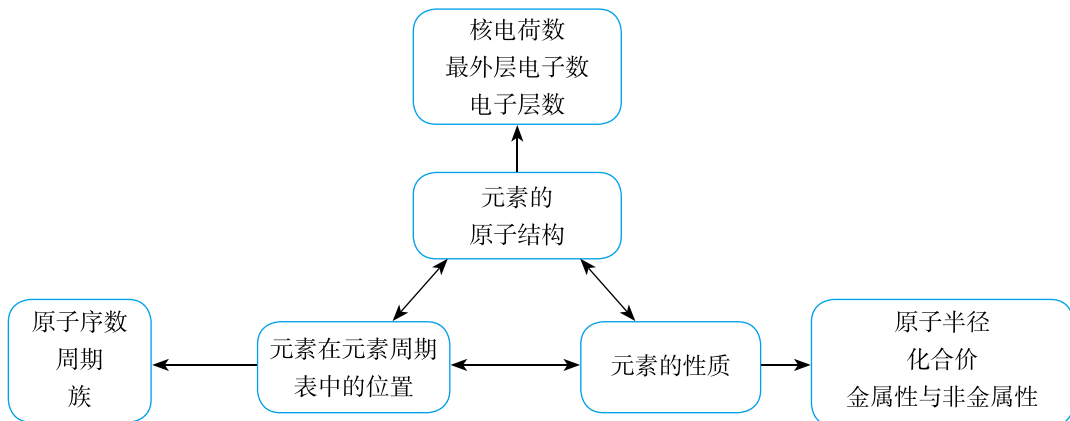 核电荷数
最外层电子数
电子层数
元素的
原子结构
原子序数
周期
族
元素在元素周期
表中的位置
元素的性质
原子半径
化合价
金属性与非金属性